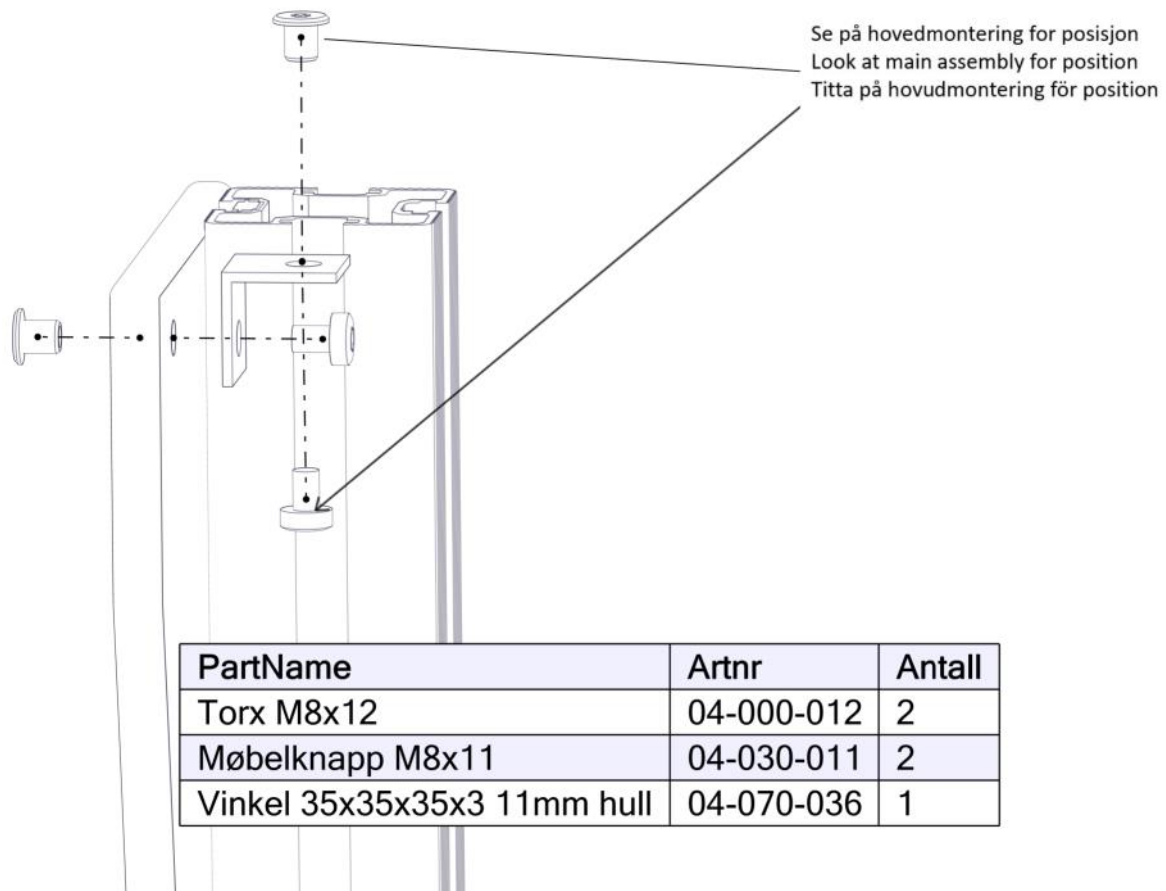 Se på hovedmontering for posisjon
Look at main assembly for position
Titta på hovudmontering för position
PartName Artnr Antall
Torx M8x12 04-000-012 2
Møbelknapp M8x11 04-030-011 2
Vinkel 35x35x35x3 11mm hull 04-070-036 1